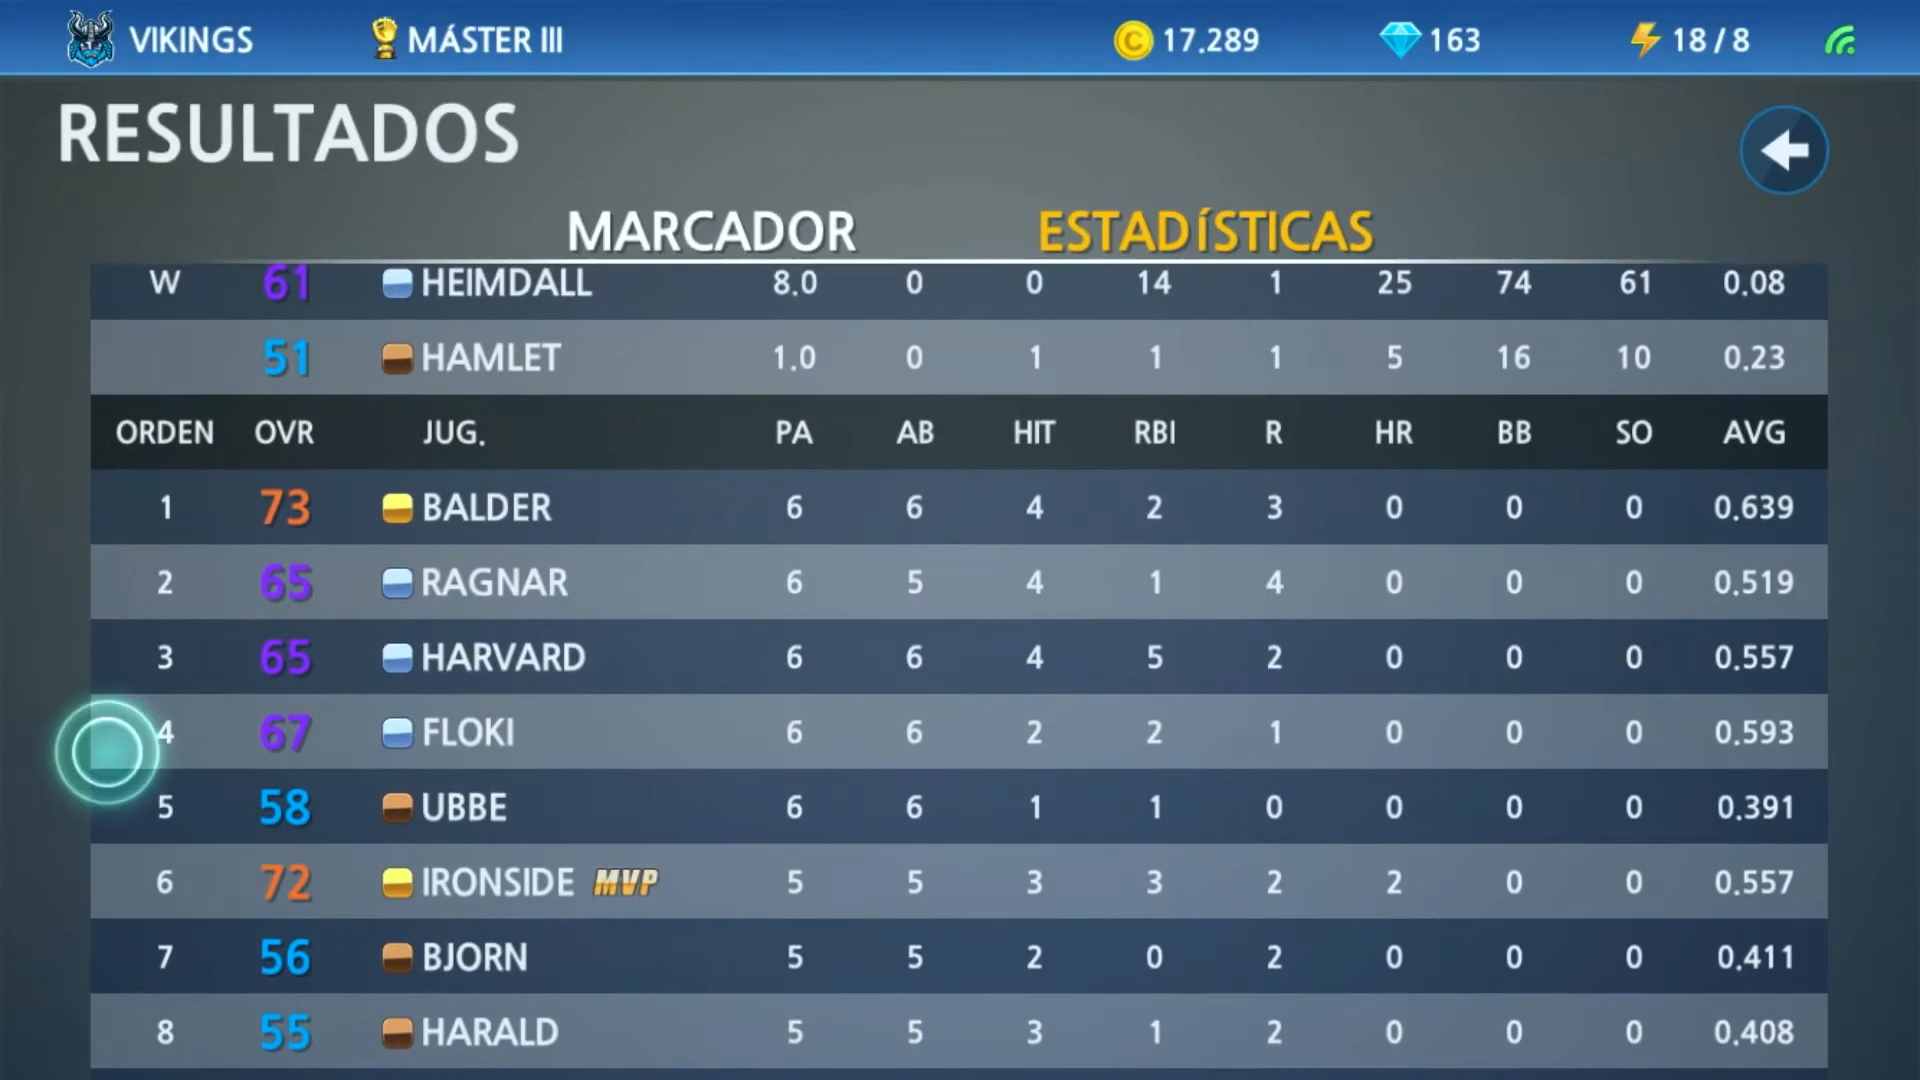 VIKINGS MÁSTER III 17.289 163 18/8
RESULTADOS
MARCADOR ESTADÍSTICAS
W 61 HEIMDALL 8.0 0 0 14 1 25 74 61 0.08
51 HAMLET 1.0 0 1 1 1 5 16 10 0.23
ORDEN OVR JUG. PA AB HIT RBI R HR BB SO AVG
1 73 BALDER 6 6 4 2 3 0 0 0 0.639
2 65 RAGNAR 6 5 4 1 4 0 0 0 0.519
3 65 HARVARD 6 6 4 5 2 0 0 0 0.557
4 67 FLOKI 6 6 2 2 1 0 0 0 0.593
5 58 UBBE 6 6 1 1 0 0 0 0 0.391
6 72 IRONSIDE MVP 5 5 3 3 2 2 0 0 0.557
7 56 BJORN 5 5 2 0 2 0 0 0 0.411
8 55 HARALD 5 5 3 1 2 0 0 0 0.408